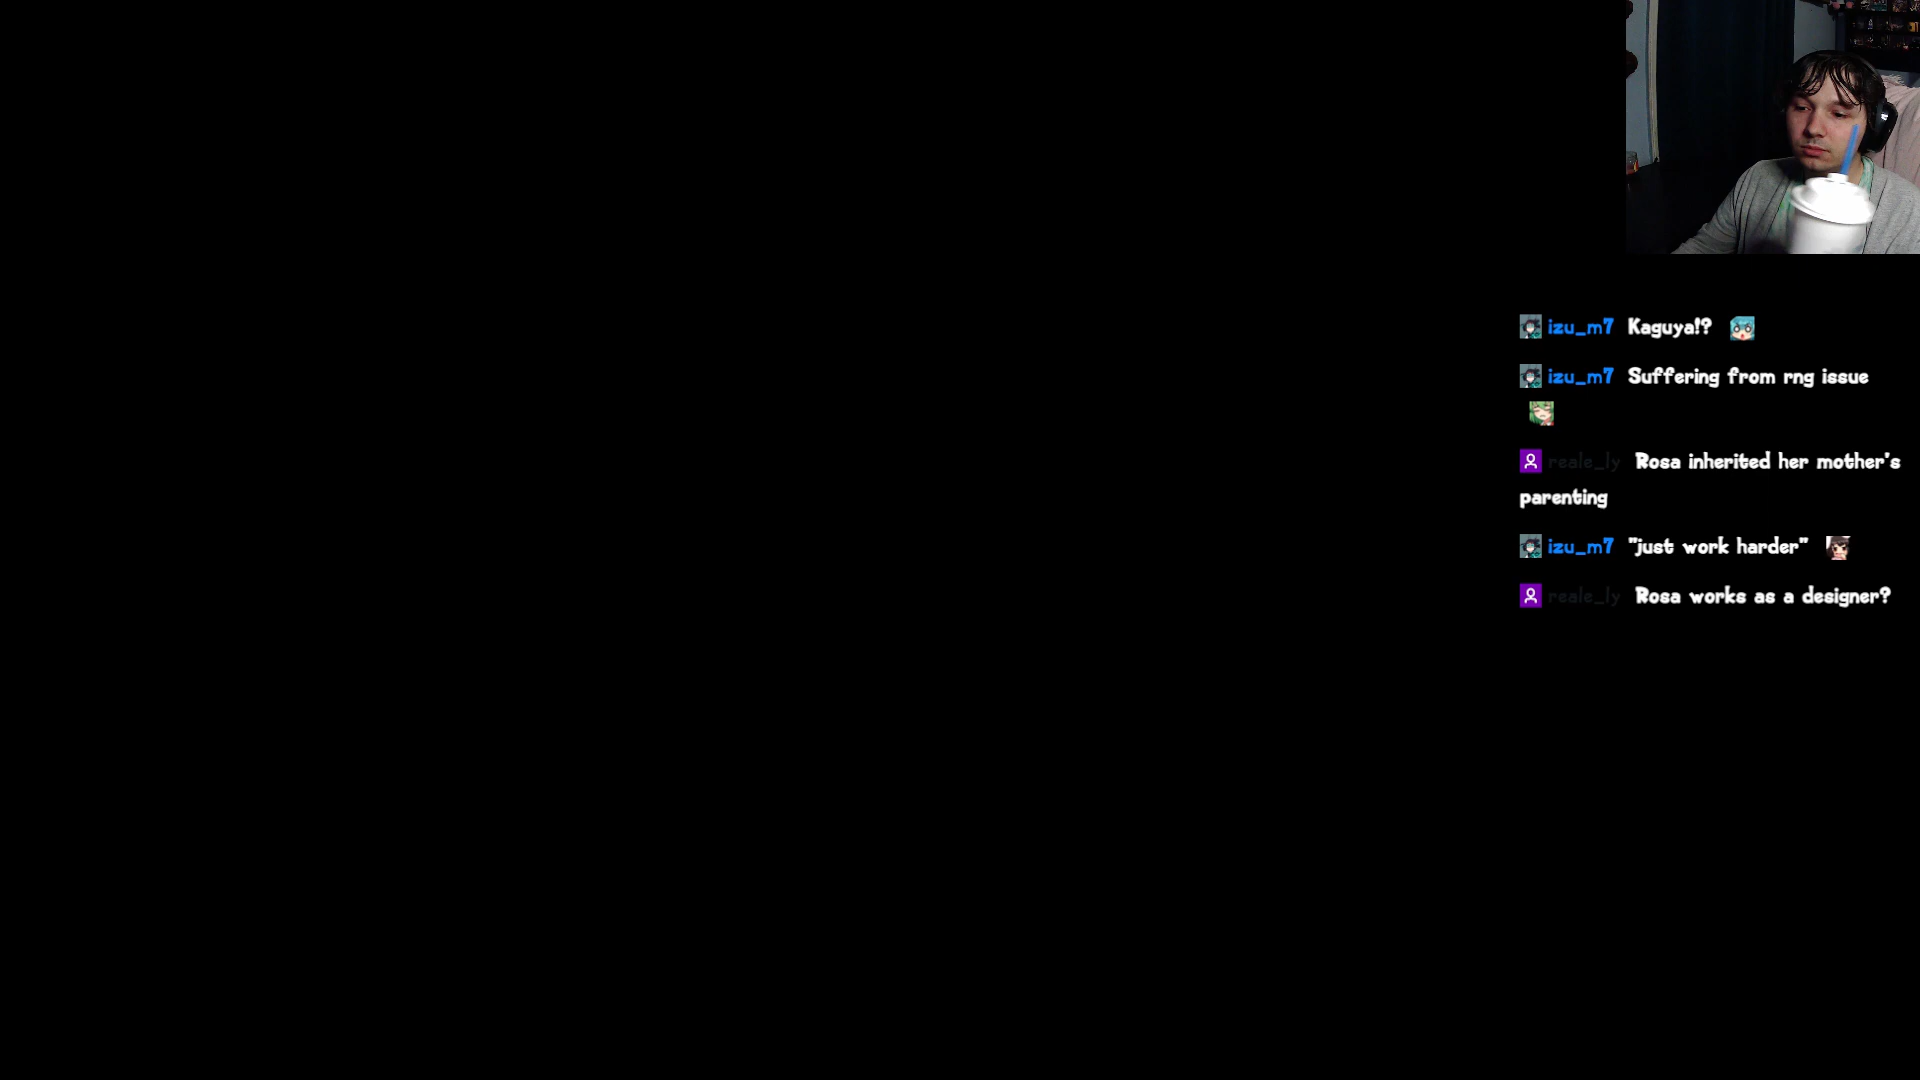 izu_m7 Kaguya!?
izu_m7 Suffering from rng issue
reale_ly Rosa inherited her mother's
parenting
izu_m7 "just work harder"
reale_ly Rosa works as a designer?